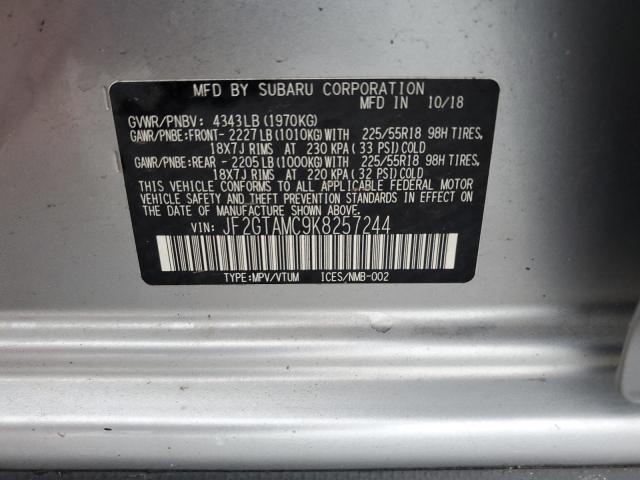 MFD BY SUBARU CORPORATION
MFD IN 10/18
GVWR/PNBV: 4343LB (1970KG)
GAWR/PNBE:FRONT- 2227LB (1010KG)WITH 225/55R18 98H TIRES,
18X7J RIMS AT 230 KPA (33 PSI)COLD
GAWR/PNBE:REAR - 2205LB (1000KG)WITH 225/55R18 98H TIRES,
18X7J RIMS AT 220 KPA (32 PSI)COLD
THIS VEHICLE CONFORMS TO ALL APPLICABLE FEDERAL MOTOR
VEHICLE SAFETY AND THEFT PREVENTION STANDARDS IN EFFECT ON
THE DATE OF MANUFACTURE SHOWN ABOVE.
VIN: JF2GTAMC9K8257244
TYPE:MPV/VTUM ICES/NMB-002